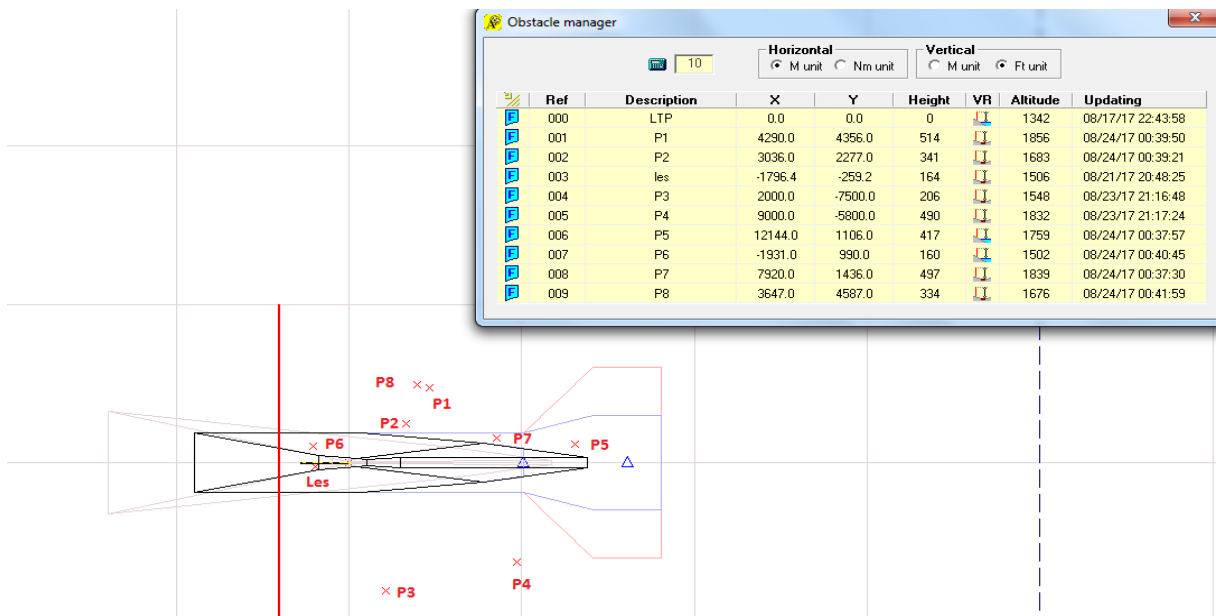 Obstacle manager
10
Horizontal
M unit Nm unit
Vertical
M unit Ft unit
Ref Description X Y Height VR Altitude Updating
F 000 LTP 0.0 0.0 0 1342 08/17/17 22:43:58
F 001 P1 4290.0 4356.0 514 1856 08/24/17 00:39:50
F 002 P2 3036.0 2277.0 341 1683 08/24/17 00:39:21
F 003 les -1796.4 -259.2 164 1506 08/21/17 20:48:25
F 004 P3 2000.0 -7500.0 206 1548 08/23/17 21:16:48
F 005 P4 9000.0 -5800.0 490 1832 08/23/17 21:17:24
F 006 P5 12144.0 1106.0 417 1759 08/24/17 00:37:57
F 007 P6 -1931.0 990.0 160 1502 08/24/17 00:40:45
F 008 P7 7920.0 1436.0 497 1839 08/24/17 00:37:30
F 009 P8 3647.0 4587.0 334 1676 08/24/17 00:41:59
P8
P1
P2
P6
P7
P5
Les
P4
P3